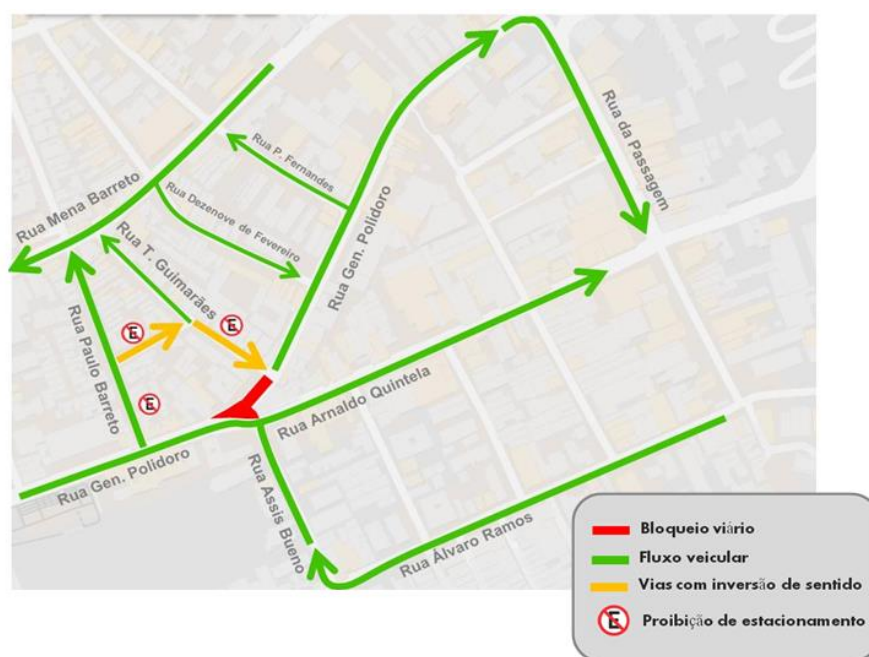 Rua da Passagem
Rua P. Fernandes
Rua Dezenove de Fevereiro
Rua Mena Barreto
Rua Gen. Polidoro
Rua T. Guimarães
E
E
E
Rua Paulo Barreto
Rua Arnaldo Quintela
Rua Gen. Polidoro
Rua Assis Bueno
Rua Álvaro Ramos
Bloqueio viário
Fluxo veicular
Vias com inversão de sentido
E
Proibição de estacionamento